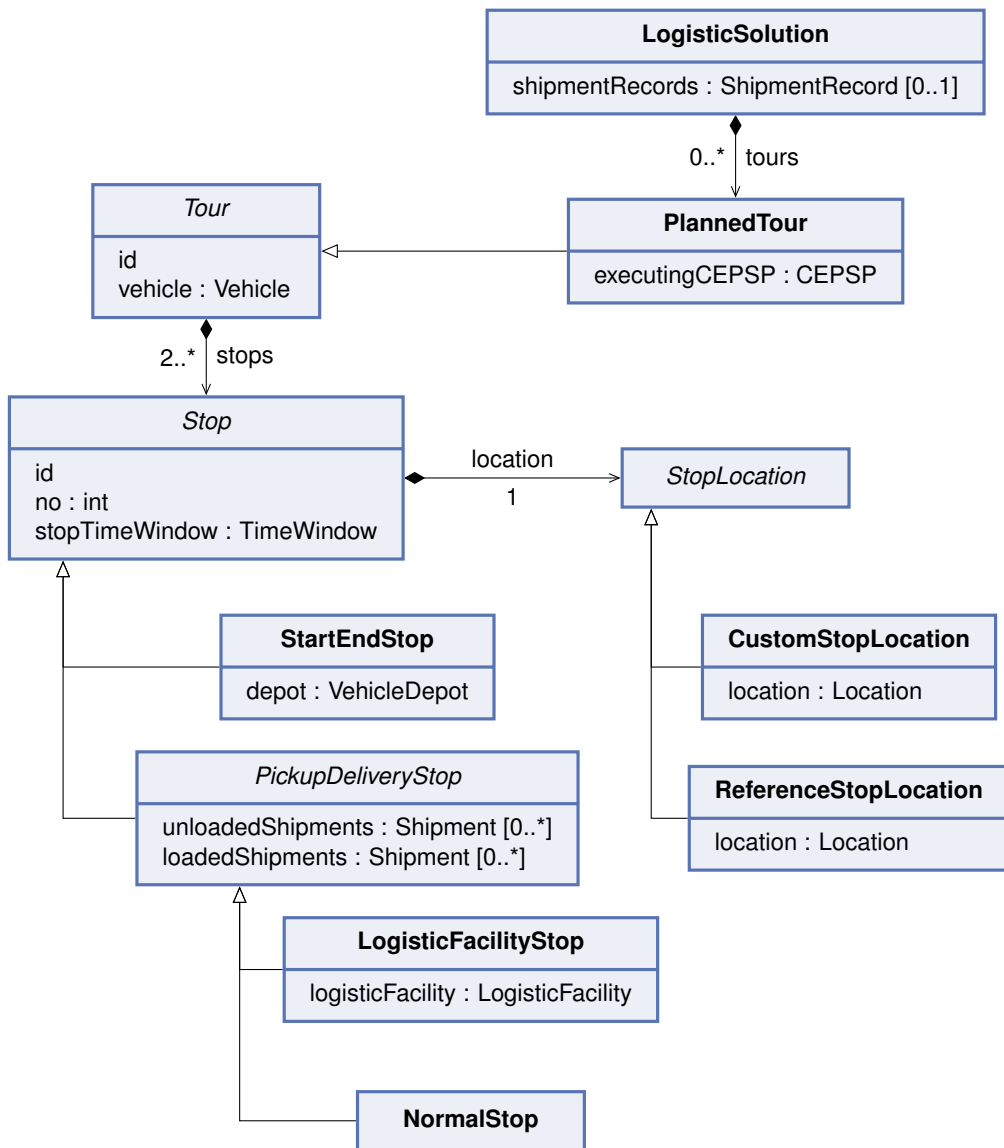 LogisticSolution
shipmentRecords : ShipmentRecord [0..1]
0..* tours
Tour
id
vehicle : Vehicle
PlannedTour
executingCEPSP : CEPSP
2..* stops
Stop
id
no : int
stopTimeWindow : TimeWindow
location
1
StopLocation
StartEndStop
depot : VehicleDepot
CustomStopLocation
location : Location
PickupDeliveryStop
unloadedShipments : Shipment [0..*]
loadedShipments : Shipment [0..*]
ReferenceStopLocation
location : Location
LogisticFacilityStop
logisticFacility : LogisticFacility
NormalStop